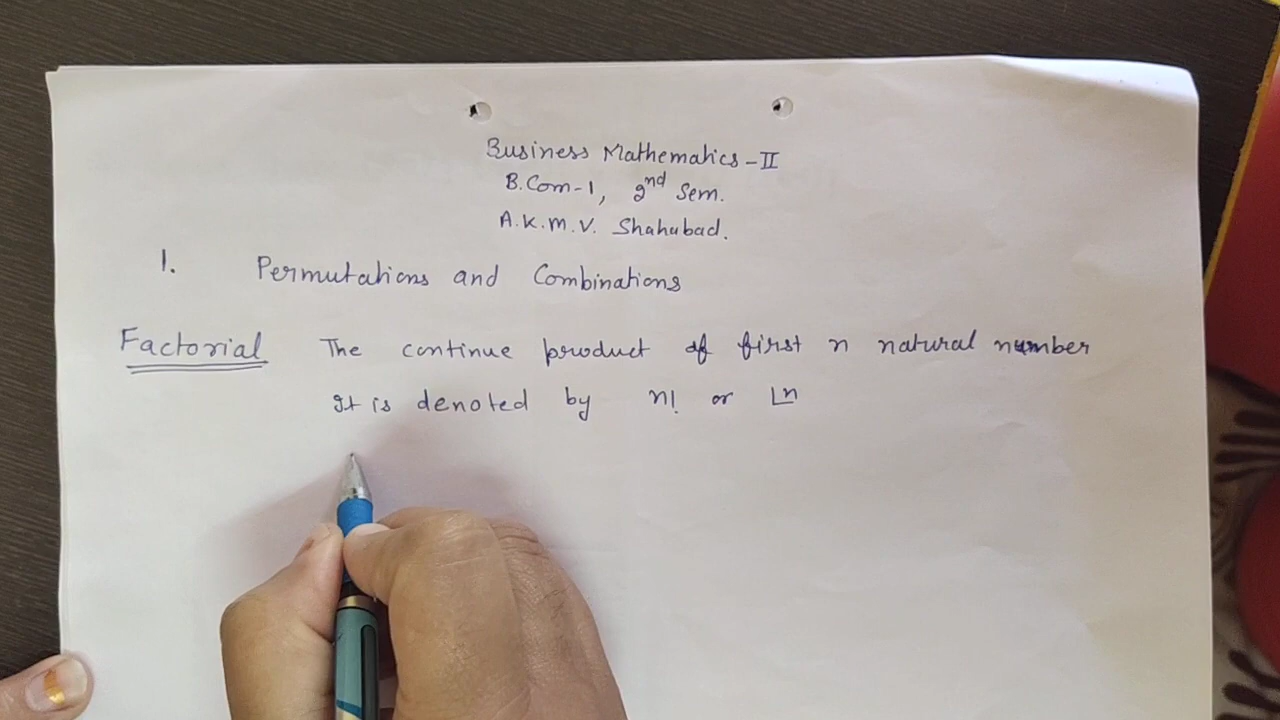 Business Mathematics-II
B.Com-1, 2nd Sem.
A.K.M.V. Shahabad.
1. Permutations and Combinations
Factorial The continue product of first n natural number
It is denoted by n! or ⌊n